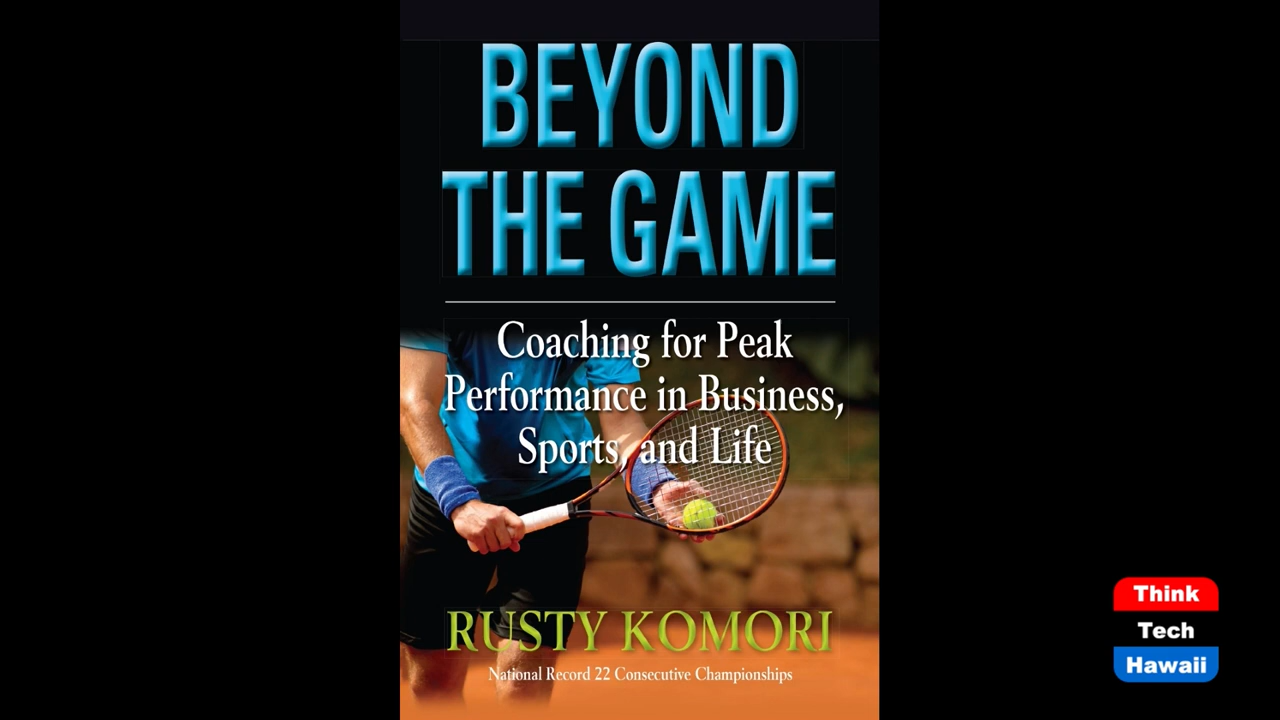 BEYOND
THE GAME
Coaching for Peak
Performance in Business,
Sports, and Life
RUSTY KOMORI
National Record 22 Consecutive Championships
Think
Tech
Hawaii